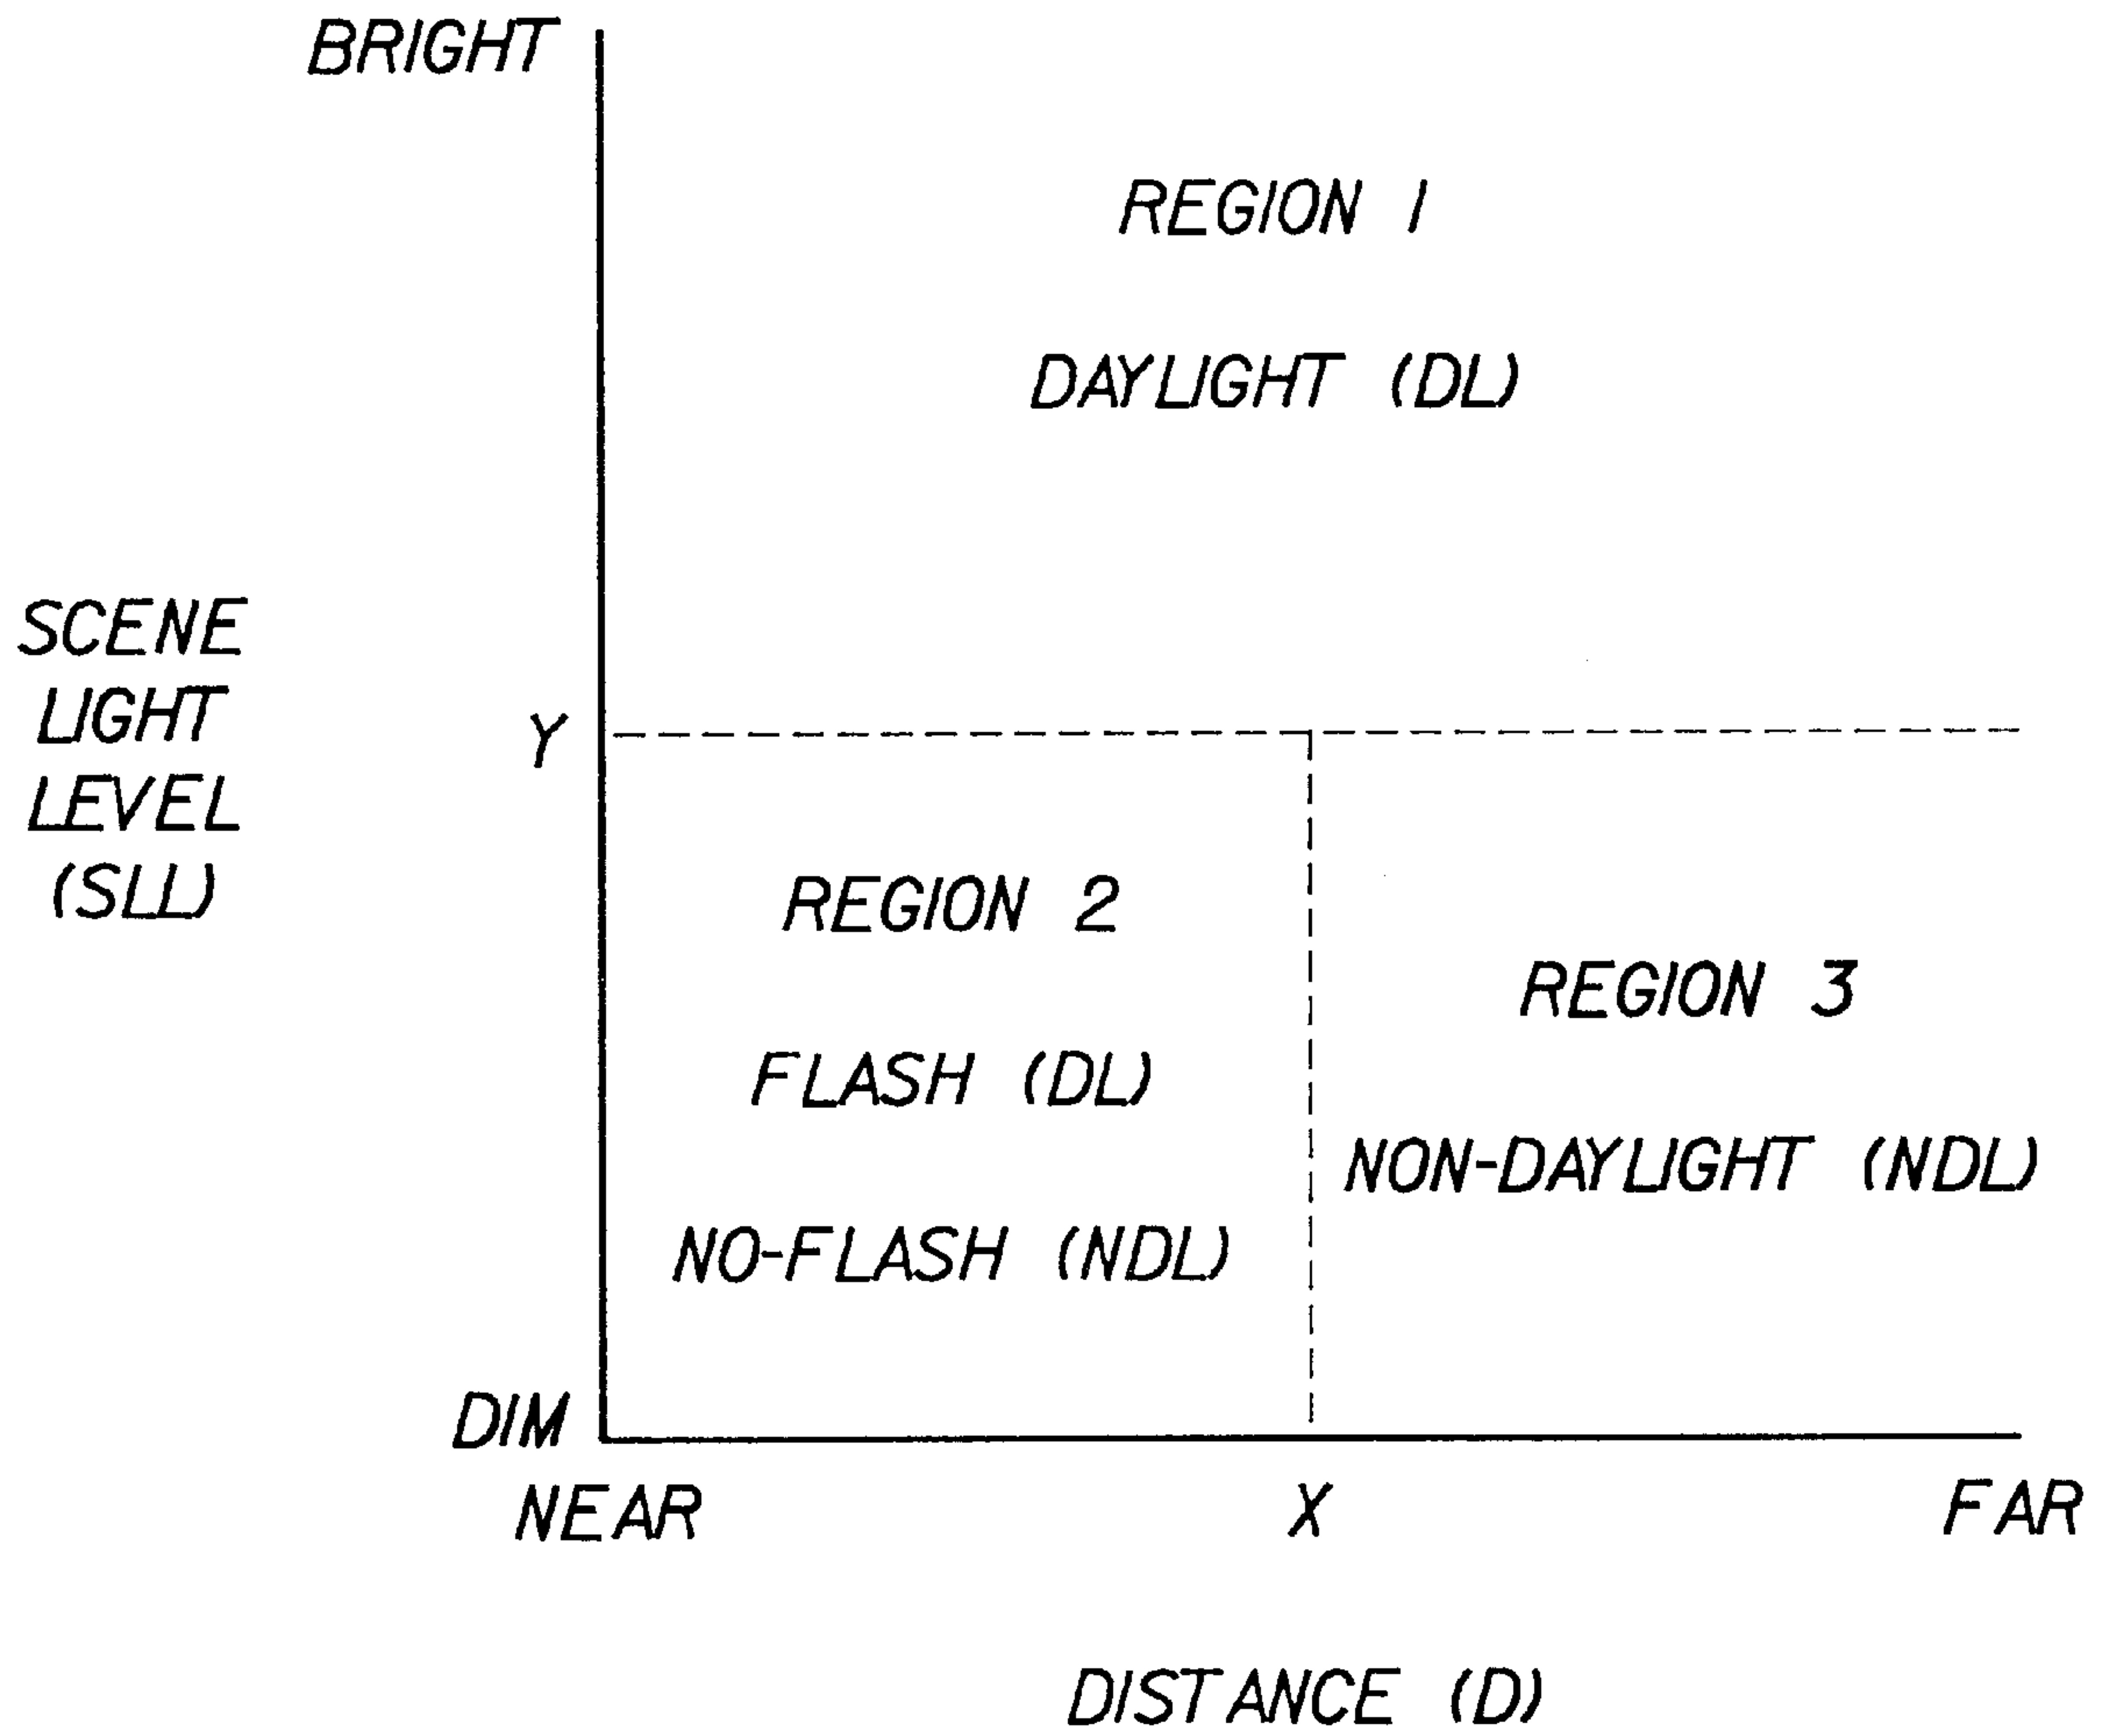 BRIGHT
REGION 1
DAYLIGHT (DL)
SCENE
LIGHT
LEVEL
(SLL)
Y
REGION 2
FLASH (DL)
NO-FLASH (NDL)
REGION 3
NON-DAYLIGHT (NDL)
DIM
NEAR
X
FAR
DISTANCE (D)